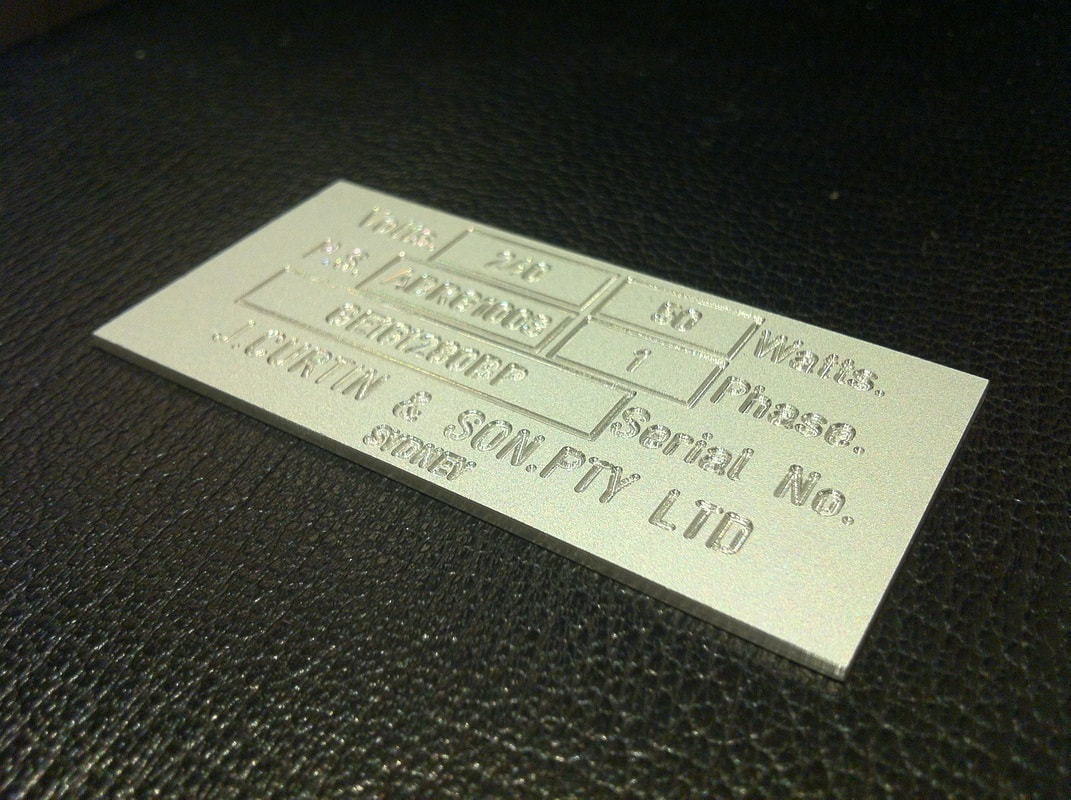 Volts. 240 50 Watts.
N.S. 1 Phase.
Serial No.
J.CURTIN & SON.PTY LTD
SYDNEY